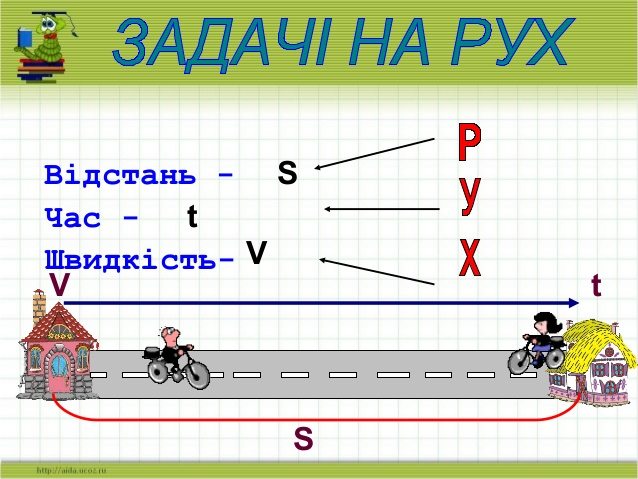 ЗАДАЧІ НА РУХ
Відстань - S
Час - t
Швидкість- V
Р
у
х
V
t
S
http://aida.ucoz.ru